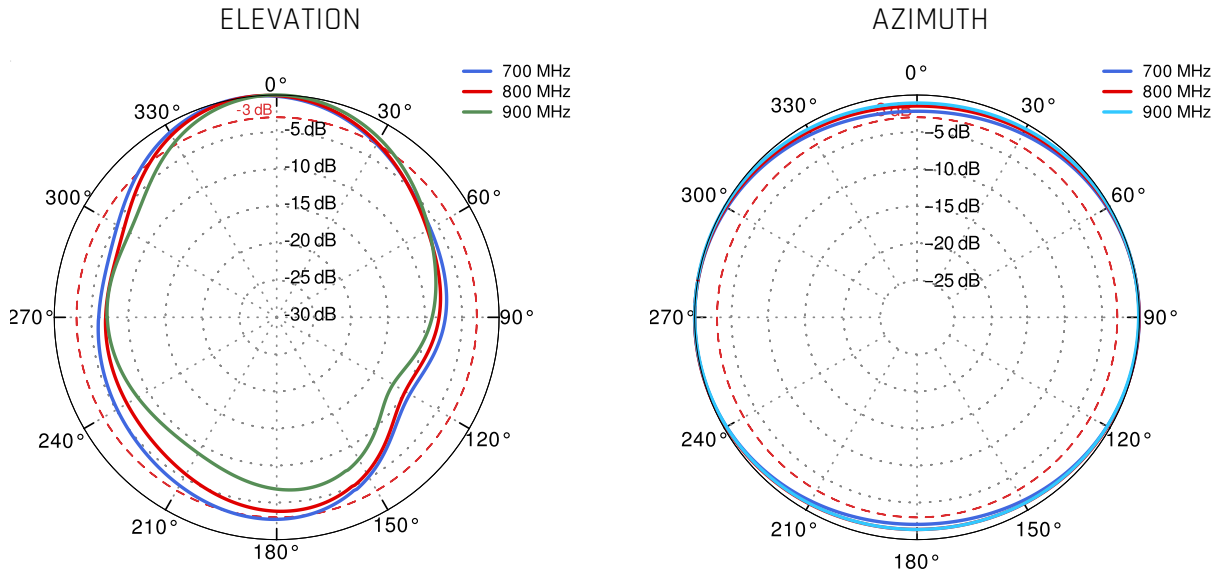 ELEVATION
700 MHz
800 MHz
900 MHz
0°
30°
60°
90°
120°
150°
180°
210°
240°
270°
300°
330°
-3 dB
-5 dB
-10 dB
-15 dB
-20 dB
-25 dB
-30 dB
AZIMUTH
700 MHz
800 MHz
900 MHz
0°
30°
60°
90°
120°
150°
180°
210°
240°
270°
300°
330°
dB
-5 dB
-10 dB
-15 dB
-20 dB
-25 dB